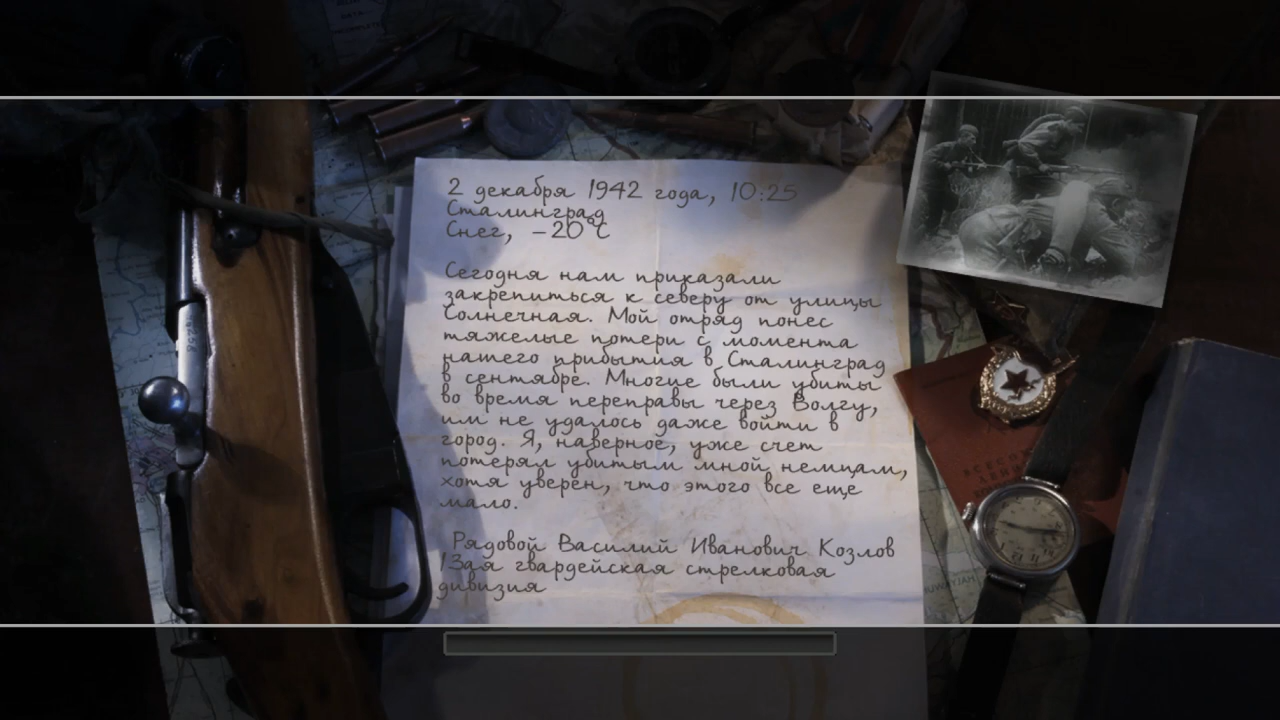 2 декабря 1942 года, 10:25
Сталинград
Снег, -20°C
Сегодня нам приказали
закрепиться к северу от улицы
Солнечная. Мой отряд понес
тяжелые потери с момента
нашего прибытия в Сталинград
в сентябре. Многие были убиты
во время переправы через Волгу,
им не удалось даже войти в
город. Я, наверное, уже счет
потерял убитым мной немцам,
хотя уверен, что этого все еще
мало.
Рядовой Василий Иванович Козлов
13ая гвардейская стрелковая
дивизия